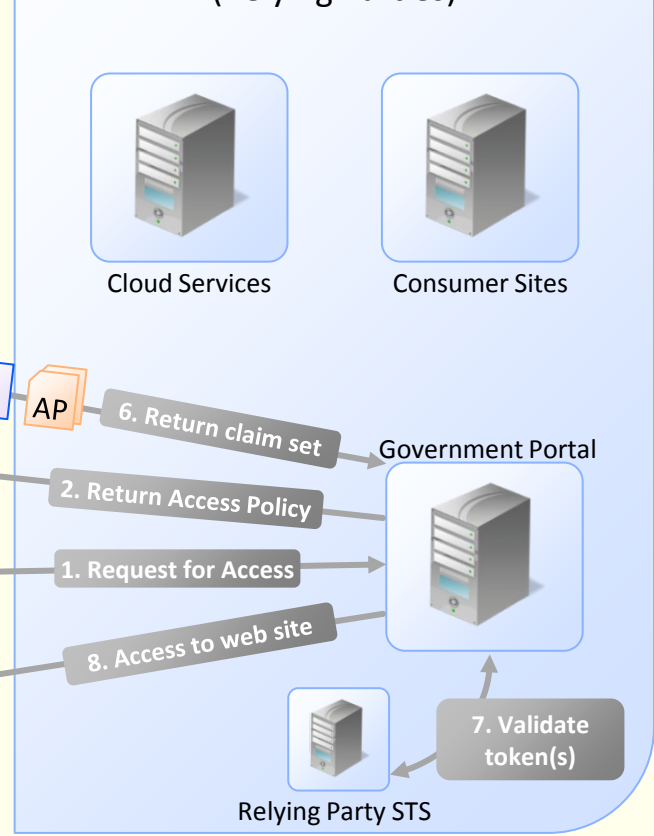 Cloud Services
Consumer Sites
AP
6. Return claim set
Government Portal
2. Return Access Policy
1. Request for Access
8. Access to web site
7. Validate
token(s)
Relying Party STS